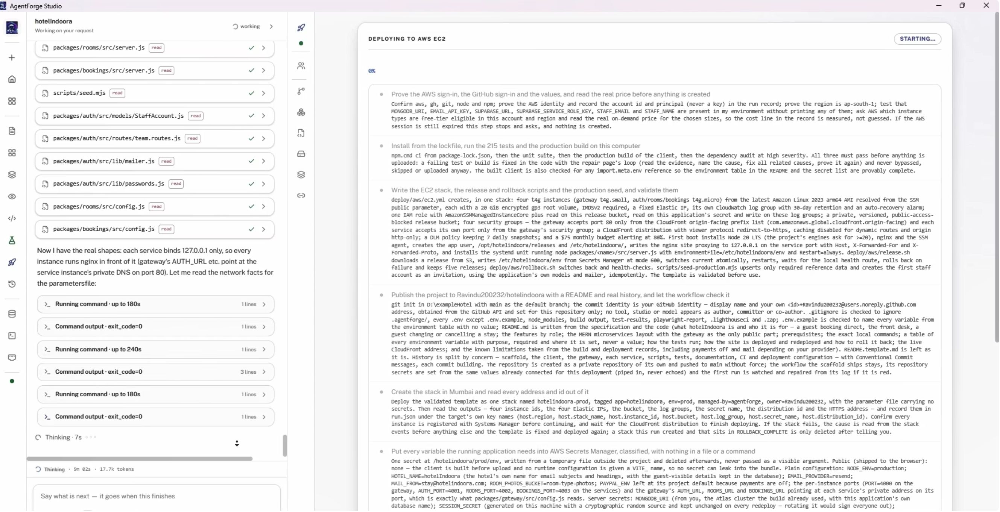 AgentForge Studio
hotelIndoora
Working on your request
working
packages/rooms/src/server.js read
packages/bookings/src/server.js read
scripts/seed.mjs read
packages/auth/src/models/StaffAccount.js read
packages/auth/src/routes/team.routes.js read
packages/auth/src/lib/mailer.js read
packages/auth/src/lib/passwords.js read
packages/rooms/src/config.js read
packages/bookings/src/config.js read
Now I have the real shapes: each service binds 127.0.0.1 only, so every
instance runs nginx in front of it (gateway's AUTH_URL etc. point at the
service instance's private DNS on port 80). Let me read the network facts for
the parametersfile:
Running command · up to 180s 1 lines
Command output · exit_code=0 1 lines
Running command · up to 240s 1 lines
Command output · exit_code=0 3 lines
Running command · up to 180s 1 lines
Command output · exit_code=0 1 lines
Thinking · 7s
Thinking · 9m 02s · 17.7k tokens
Say what is next — it goes when this finishes
DEPLOYING TO AWS EC2
STARTING...
0%
Prove the AWS sign-in, the GitHub sign-in and the values, and read the real price before anything is created
Confirm aws, gh, git, node and npm; prove the AWS identity and record the account id and principal (never a key) in the run record; prove the region is ap-south-1; test that
MONGODB_URI, EMAIL_API_KEY, SUPABASE_URL, SUPABASE_SERVICE_ROLE_KEY, STAFF_EMAIL and STAFF_NAME are present in my environment without printing any of them; ask AWS which instance
types are free-tier eligible in this account and region and read the real on-demand price for the chosen sizes, so the cost line in the record is measured, not guessed. If the AWS
session is still expired this step stops and asks, and nothing is created.
Install from the lockfile, run the 215 tests and the production build on this computer
npm.cmd ci from package-lock.json, then the unit suite, then the production build of the client, then the dependency audit at high severity. All three must pass before anything is
uploaded: a failing test or build is fixed in the code with the repair page's loop (read the evidence, name the cause, fix all related causes, prove it again) and never bypassed,
skipped or uploaded anyway. The built client is also checked for any import.meta.env reference so the environment table in the README and the secret list are provably complete.
Write the EC2 stack, the release and rollback scripts and the production seed, and validate them
deploy/aws/ec2.yml creates, in one stack: four t4g instances (gateway t4g.small, auth/rooms/bookings t4g.micro) from the latest Amazon Linux 2023 arm64 AMI resolved from the SSM
public parameter, each with a 20 GiB encrypted gp3 root volume, IMDSv2 required, a fixed Elastic IP, its own CloudWatch log group with 30-day retention and an auto-recovery alarm;
one IAM role with AmazonSSMManagedInstanceCore plus read on this release bucket, read on this application's secret and write on these log groups; a private, versioned, public-access-
blocked release bucket; four security groups — the gateway accepts port 80 only from the CloudFront origin-facing prefix list (com.amazonaws.global.cloudfront.origin-facing) and each
service accepts its own port only from the gateway's security group; a CloudFront distribution with viewer protocol redirect-to-https, caching disabled for dynamic routes and origin
http-only; a DLM policy keeping 7 daily snapshots; and a $75 monthly budget alerting at 80%. First boot installs Node 20 LTS (the project's engines ask for >=20), nginx and the SSM
agent, creates the app user, /opt/hotelindoora/releases and /etc/hotelindoora/, writes the nginx site proxying to 127.0.0.1 on the service port with Host, X-Forwarded-For and X-
Forwarded-Proto, and installs the systemd unit running node packages/<name>/src/server.js with EnvironmentFile=/etc/hotelindoora/env and Restart=always. deploy/aws/release.sh
downloads a release from S3, writes /etc/hotelindoora/env from Secrets Manager at mode 600, switches current atomically, restarts, waits for the local health route, rolls back on
failure and keeps five releases; deploy/aws/rollback.sh switches back and health-checks. scripts/seed-production.mjs upserts only required reference data and creates the first staff
account as an invitation, using the application's own models and mailer, idempotently. The template is validated before use.
Publish the project to Ravindu200232/hotelindoora with a README and real history, and let the workflow check it
git init in D:\exampleHotel with main as the default branch; the commit identity is your GitHub identity — display name and your own <id>+Ravindu200232@users.noreply.github.com
address, obtained from the GitHub API and set for this repository only; no tool, studio or model appears as author, committer or co-author. .gitignore is checked to ignore
.agentforge/, every .env except .env.example, node_modules, build output, test-results, playwright-report, .lighthouseci and .zap; .env.example is checked to name every variable from
the environment table with no value; README.md is written from the specification and the code (what hotelIndoora is and who it is for — a guest booking direct, the front desk, a
guest changing or cancelling a stay; the features by role; the MERN microservices layout with the gateway as the only public part; prerequisites; the exact local commands; a table of
every environment variable with purpose, required and where it is set, never a value; how the tests run; how the site is deployed and redeployed and how to roll it back; the live
CloudFront address; and the known limitations taken from the build and deployment records, including payments off and mail depending on your provider). README.template.md is left as
it is. History is split by concern — scaffold, the client, the gateway, each service, scripts, tests, documentation, CI and deployment configuration — with Conventional Commit
messages, each commit building. The repository is created as a private repository of its own and pushed to main without force; the workflow the scaffold ships stays, its repository
secrets are set from the same values already connected for this deployment (piped in, never echoed) and the first run is watched and repaired from its log if it is red.
Create the stack in Mumbai and read every address and id out of it
Deploy the validated template as one stack named hotelindoora-prod, tagged app=hotelindoora, env=prod, managed-by=agentforge, owner=Ravindu200232, with the parameter file carrying no
secrets. Then read the outputs — four instance ids, the four Elastic IPs, the bucket, the log groups, the secret name, the distribution id and the HTTPS address — and record them in
run.json under the target's own key names (host.region, host.stack_name, host.instance_id, host.bucket, host.log_group, host.secret_name, host.distribution_id). Confirm every
instance is registered with Systems Manager before continuing, and wait for the CloudFront distribution to finish deploying. If the stack fails, the cause is read from the stack
events before anything else and the template is fixed and deployed again; a stack this run created and that sits in ROLLBACK_COMPLETE is only deleted after telling you.
Put every variable the running application needs into AWS Secrets Manager, classified, with nothing in a file or a command
One secret at /hotelindoora/prod/env, written from a temporary file outside the project and deleted afterwards, never passed as a visible argument. Public (shipped to the browser):
none — the client is built before upload and no runtime configuration is given a VITE_ name, so no secret can leak into the bundle. Plain configuration: NODE_ENV=production;
HOTEL_NAME=hotelIndoora (the hotel's own name for email subjects and headings, with the guest-visible details kept in the database); EMAIL_PROVIDER=resend;
MAIL_FROM=stay@hotelindoora.com; ROOM_PHOTOS_BUCKET=room-type-photos; PAYPAL_ENV left at its project default because payments are off; the per-instance ports (PORT=4000 on the
gateway, AUTH_PORT=4001, ROOMS_PORT=4002, BOOKINGS_PORT=4003 on the services) and the gateway's AUTH_URL, ROOMS_URL and BOOKINGS_URL pointing at each service's private address on its
port, which is exactly what packages/gateway/src/config.js reads. Server secrets: MONGODB_URI (from you, the Atlas cluster the build already used, with this application's own
database name); SESSION_SECRET (generated on this machine with a cryptographic random source and kept unchanged on every redeploy — rotating it would sign everyone out);